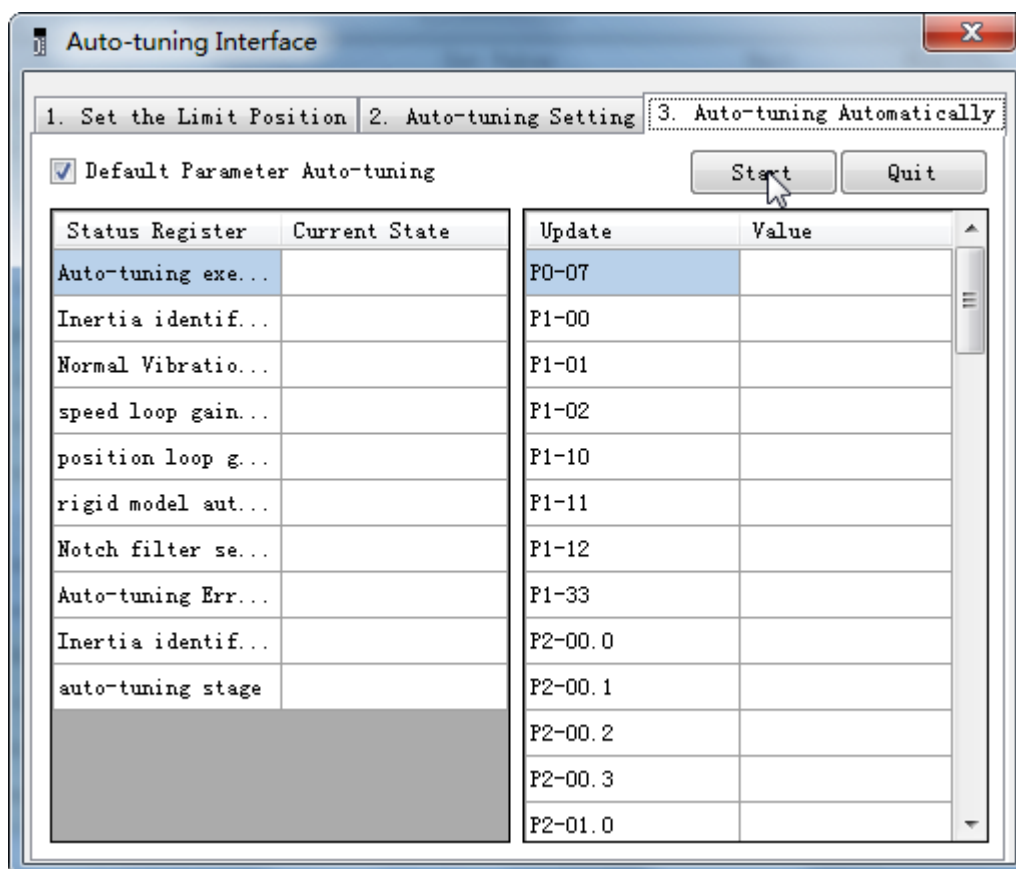 Auto-tuning Interface
1. Set the Limit Position 2. Auto-tuning Setting 3. Auto-tuning Automatically
Default Parameter Auto-tuning Start Quit
Status Register Current State Update Value
Auto-tuning exe... P0-07
Inertia identif... P1-00
Normal Vibratio... P1-01
speed loop gain... P1-02
position loop g... P1-10
rigid model aut... P1-11
Notch filter se... P1-12
Auto-tuning Err... P1-33
Inertia identif... P2-00.0
auto-tuning stage P2-00.1
P2-00.2
P2-00.3
P2-01.0